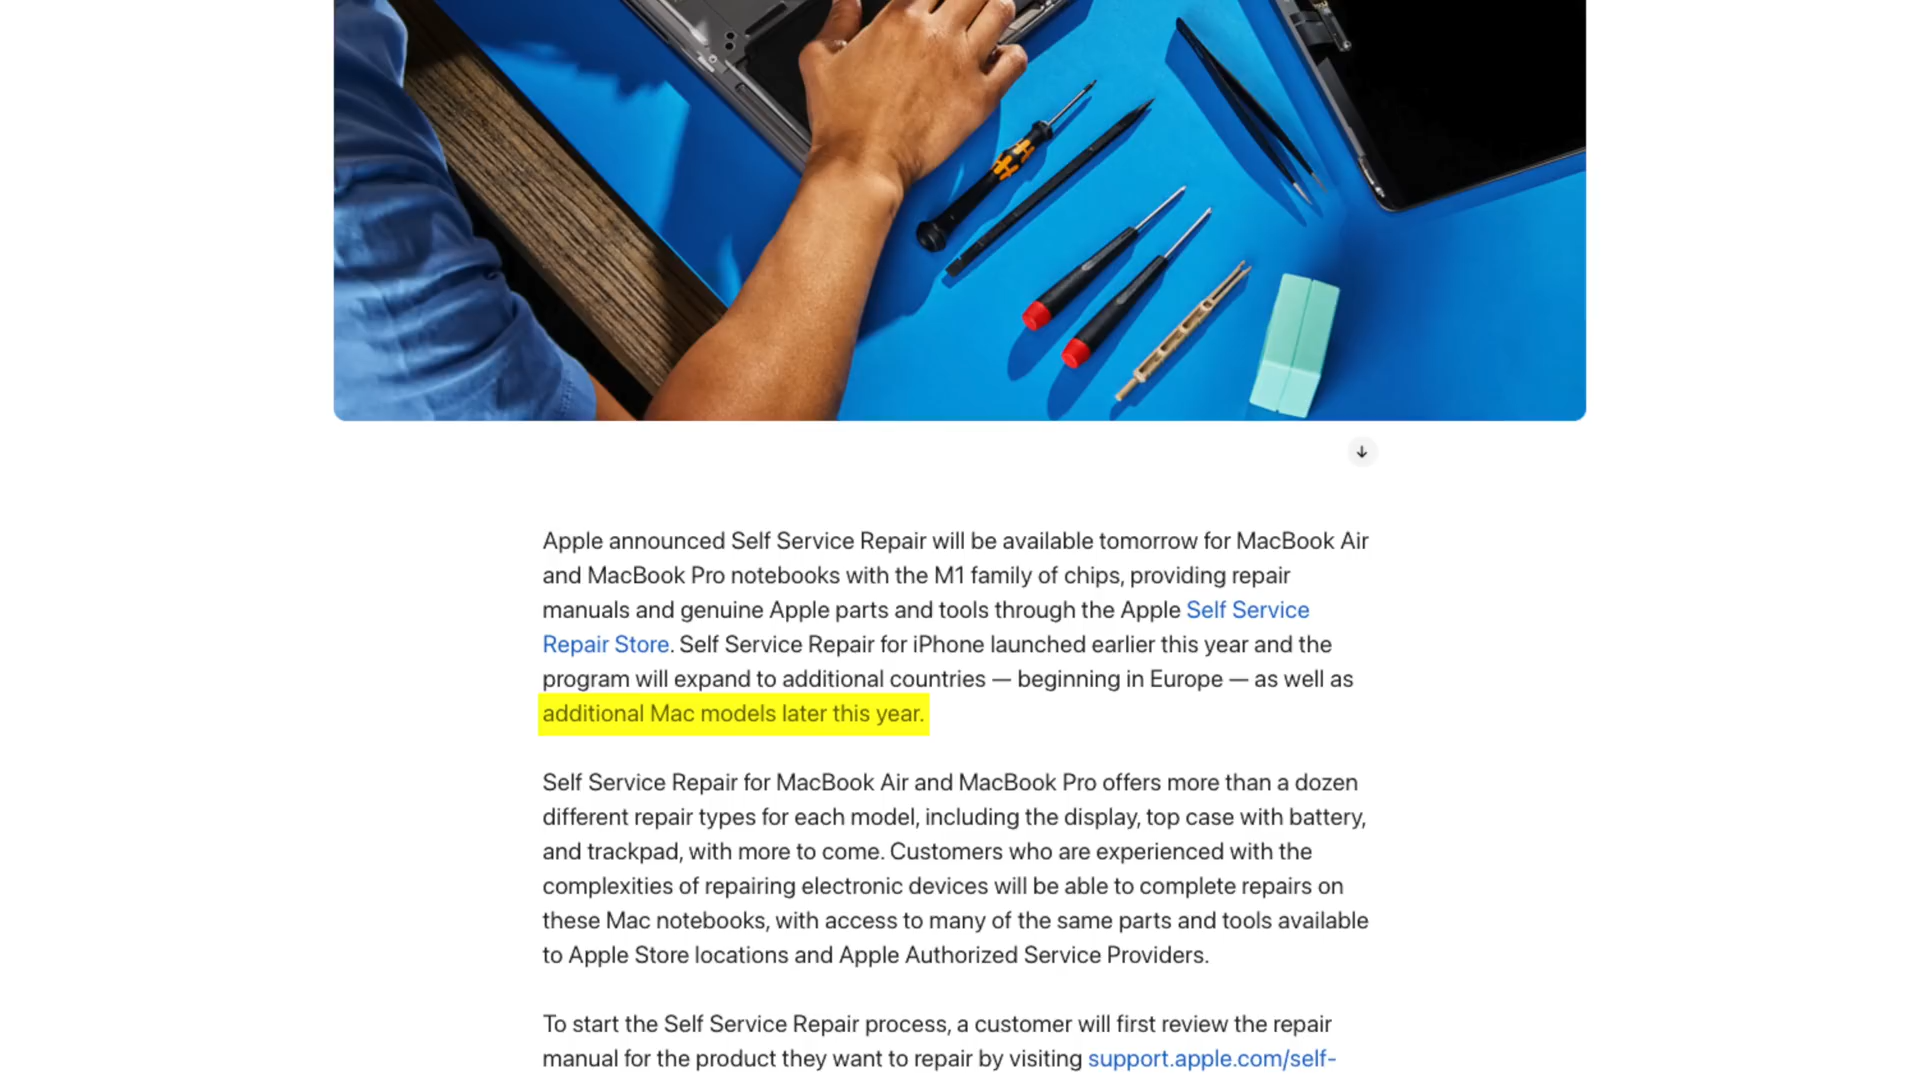 Apple announced Self Service Repair will be available tomorrow for MacBook Air
and MacBook Pro notebooks with the M1 family of chips, providing repair
manuals and genuine Apple parts and tools through the Apple Self Service
Repair Store. Self Service Repair for iPhone launched earlier this year and the
program will expand to additional countries — beginning in Europe — as well as
additional Mac models later this year.
Self Service Repair for MacBook Air and MacBook Pro offers more than a dozen
different repair types for each model, including the display, top case with battery,
and trackpad, with more to come. Customers who are experienced with the
complexities of repairing electronic devices will be able to complete repairs on
these Mac notebooks, with access to many of the same parts and tools available
to Apple Store locations and Apple Authorized Service Providers.
To start the Self Service Repair process, a customer will first review the repair
manual for the product they want to repair by visiting support.apple.com/self-